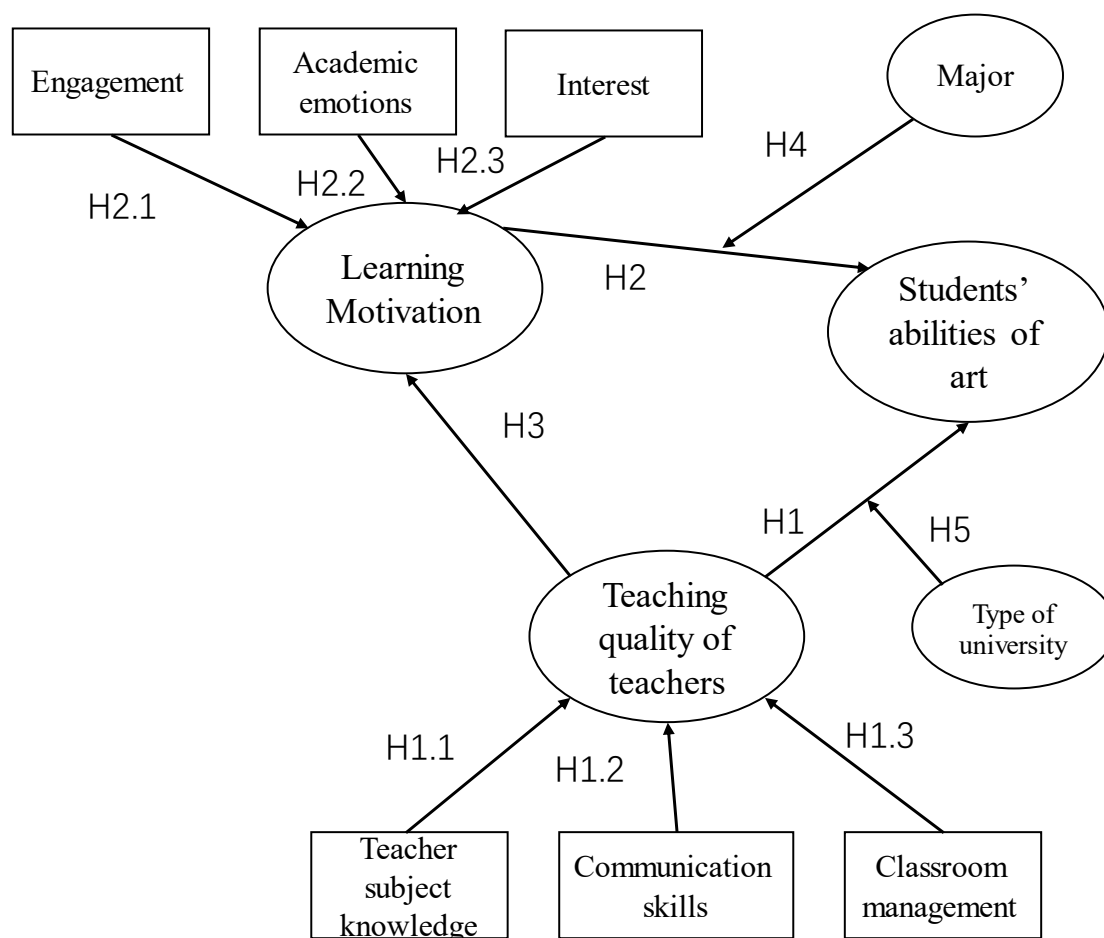 Engagement
Academic
emotions
Interest
Major
H2.1
H2.2
H2.3
H4
Learning
Motivation
H2
Students’
abilities of
art
H3
H1
H5
Teaching
quality of
teachers
Type of
university
H1.1
H1.2
H1.3
Teacher
subject
knowledge
Communication
skills
Classroom
management